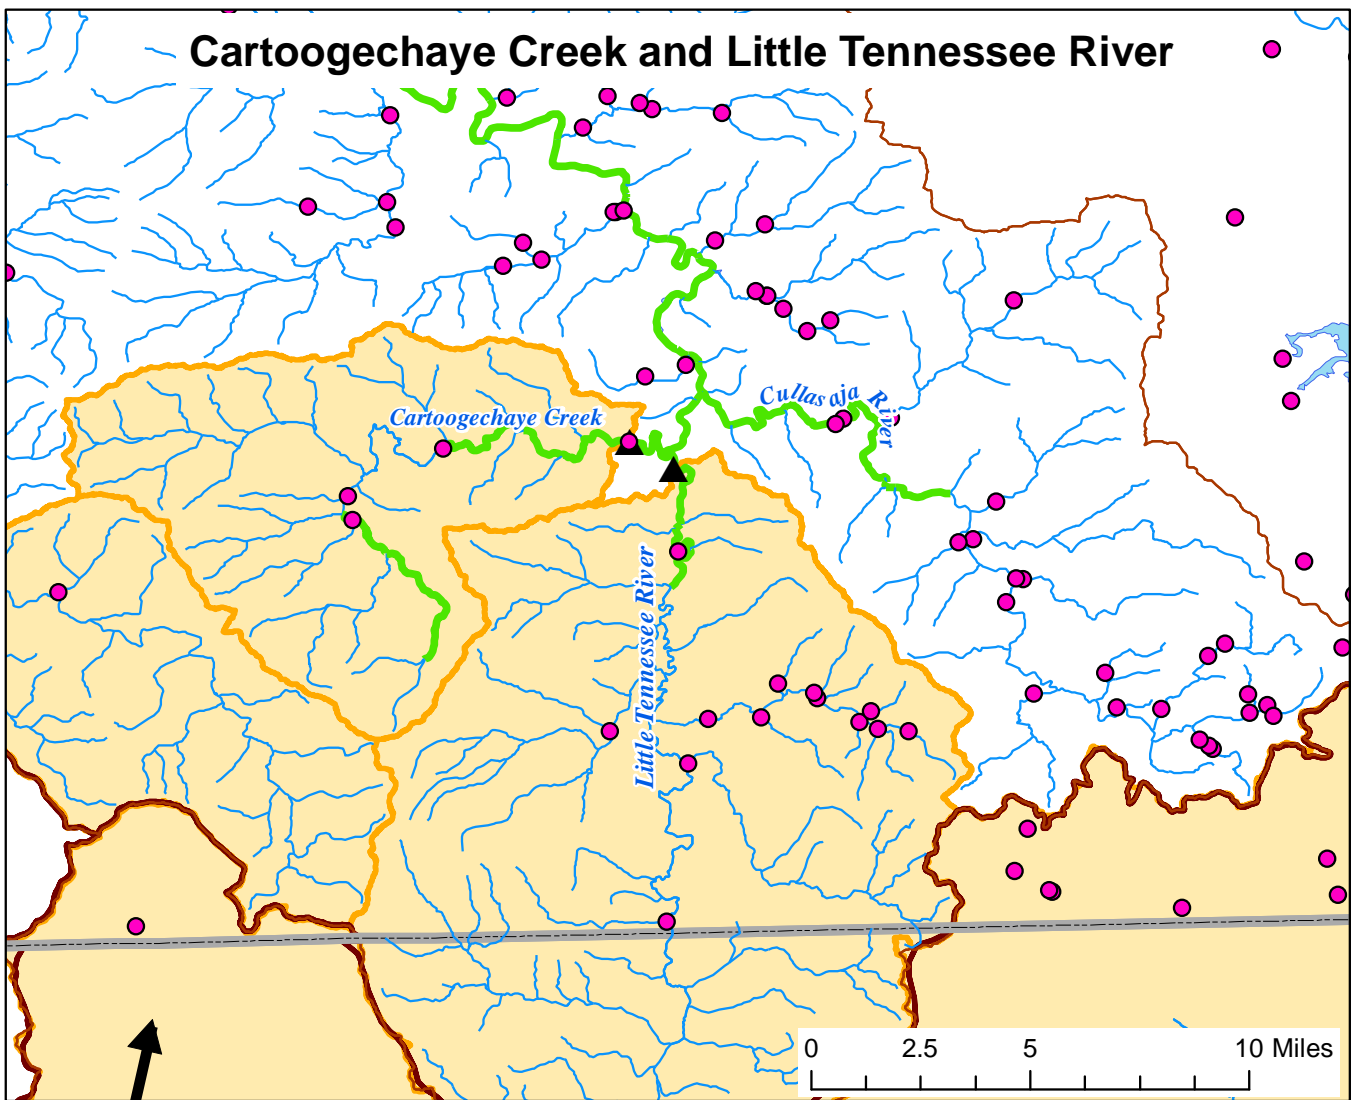 Cartoogechaye Creek and Little Tennessee River
Cullasaja River
Cartoogechaye Creek
Little Tennessee River
0 2.5 5 10 Miles